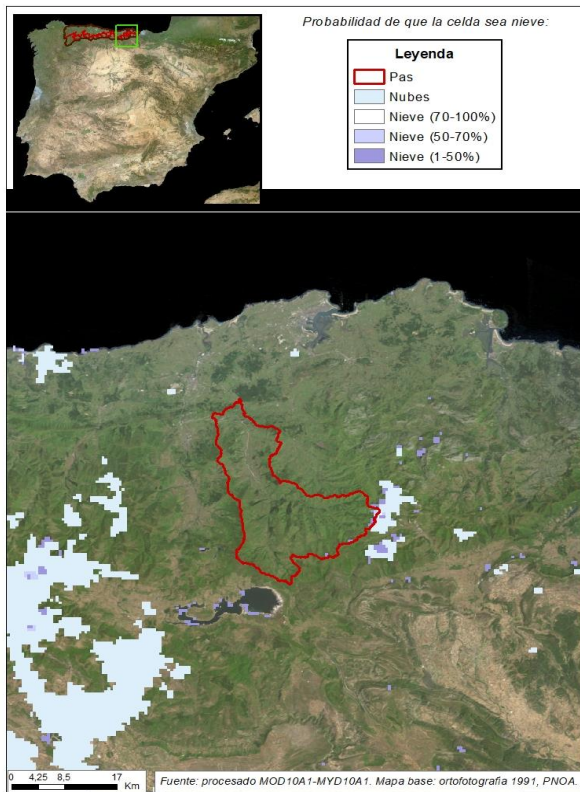 Probabilidad de que la celda sea nieve:
Leyenda
Pas
Nubes
Nieve (70-100%)
Nieve (50-70%)
Nieve (1-50%)
0 4,25 8,5 17
Km
Fuente: procesado MOD10A1-MYD10A1. Mapa base: ortofotografia 1991, PNOA.